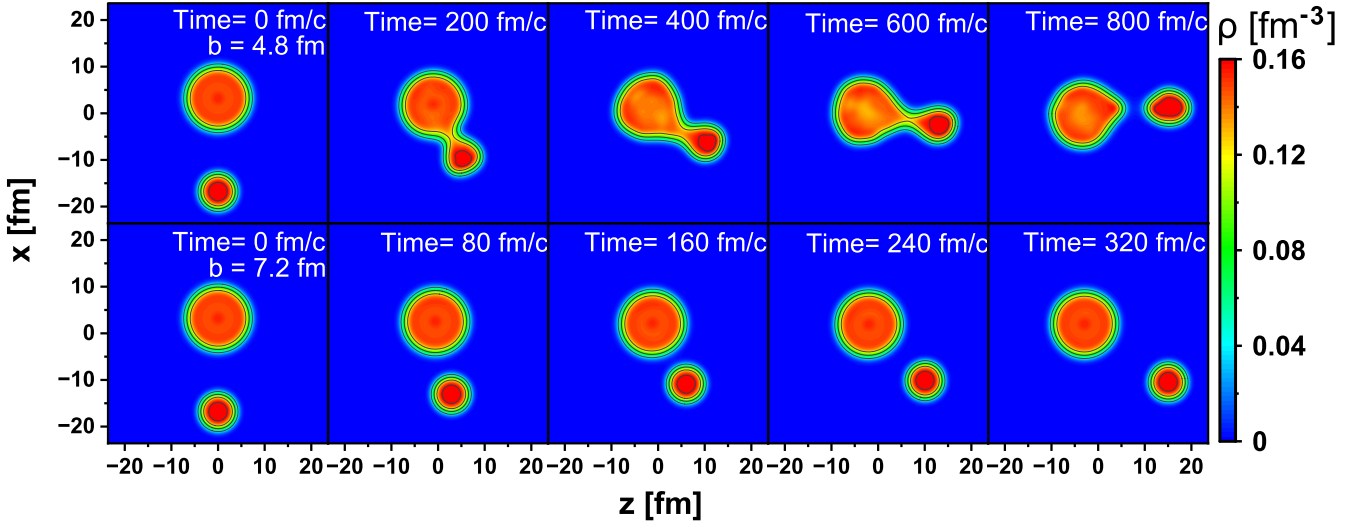 Time= 0 fm/c
b = 4.8 fm
Time= 200 fm/c
Time= 400 fm/c
Time= 600 fm/c
Time= 800 fm/c
ρ [fm⁻³]
20
10
0
−10
−20
0.16
0.12
0.08
0.04
0
x [fm]
Time= 0 fm/c
b = 7.2 fm
Time= 80 fm/c
Time= 160 fm/c
Time= 240 fm/c
Time= 320 fm/c
20
10
0
−10
−20
−20 −10 0 10 20 −10 0 10 20 −10 0 10 20 −10 0 10 20 −10 0 10 20
z [fm]